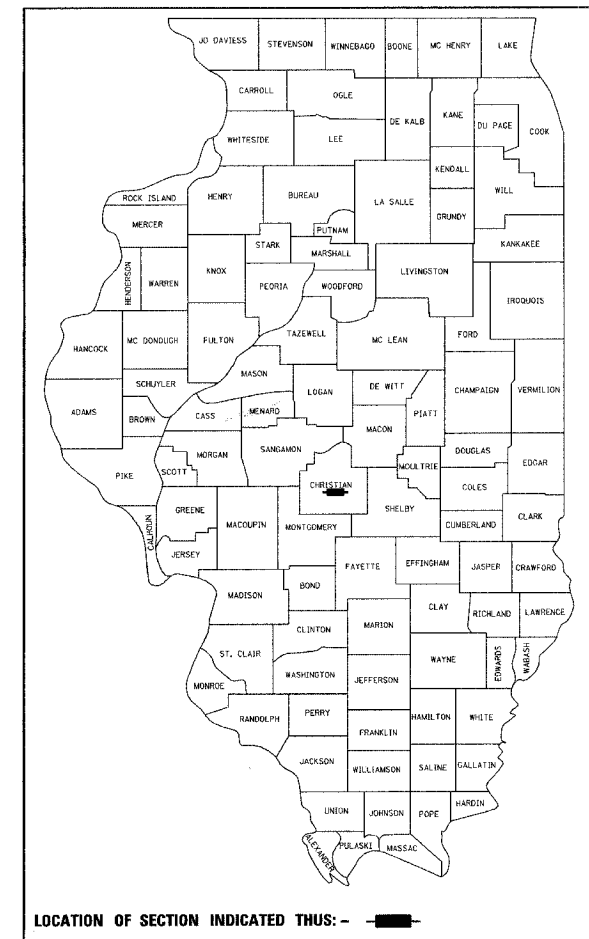 JO DAVIESS
STEVENSON
WINNEBAGO
BOONE
MC HENRY
LAKE
CARROLL
OGLE
DE KALB
KANE
DU PAGE
COOK
WHITESIDE
LEE
KENDALL
WILL
ROCK ISLAND
HENRY
BUREAU
LA SALLE
GRUNDY
MERCER
PUTNAM
KANKAKEE
STARK
MARSHALL
HENDERSON
WARREN
KNOX
PEORIA
WOODFORD
LIVINGSTON
IROQUOIS
HANCOCK
MC DONOUGH
FULTON
TAZEWELL
MC LEAN
FORD
SCHUYLER
MASON
LOGAN
DE WITT
CHAMPAIGN
VERMILION
ADAMS
BROWN
CASS
MENARD
PIATT
MACON
MORGAN
SANGAMON
MOULTRIE
DOUGLAS
EDGAR
PIKE
SCOTT
CHRISTIAN
COLES
SHELBY
CALHOUN
GREENE
MACOUPIN
MONTGOMERY
CUMBERLAND
CLARK
JERSEY
FAYETTE
EFFINGHAM
JASPER
CRAWFORD
MADISON
BOND
CLAY
RICHLAND
LAWRENCE
CLINTON
MARION
ST. CLAIR
WAYNE
EDWARDS
WABASH
WASHINGTON
JEFFERSON
MONROE
RANDOLPH
PERRY
HAMILTON
WHITE
FRANKLIN
JACKSON
WILLIAMSON
SALINE
GALLATIN
UNION
JOHNSON
POPE
HARDIN
ALEXANDER
PULASKI
MASSAC
LOCATION OF SECTION INDICATED THUS: -